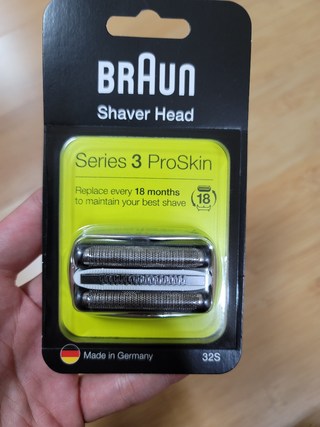 BRAUN
Shaver Head
Series 3 ProSkin
Replace every 18 months
to maintain your best shave
18
Made in Germany
32S